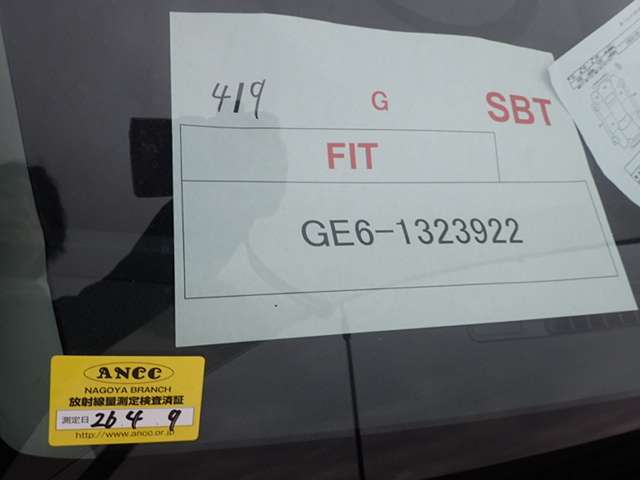 419
G
SBT
FIT
GE6-1323922
ANCC
NAGOYA BRANCH
放射線量測定検査済証
測定日 26 4 9
http://www.ancc.or.jp